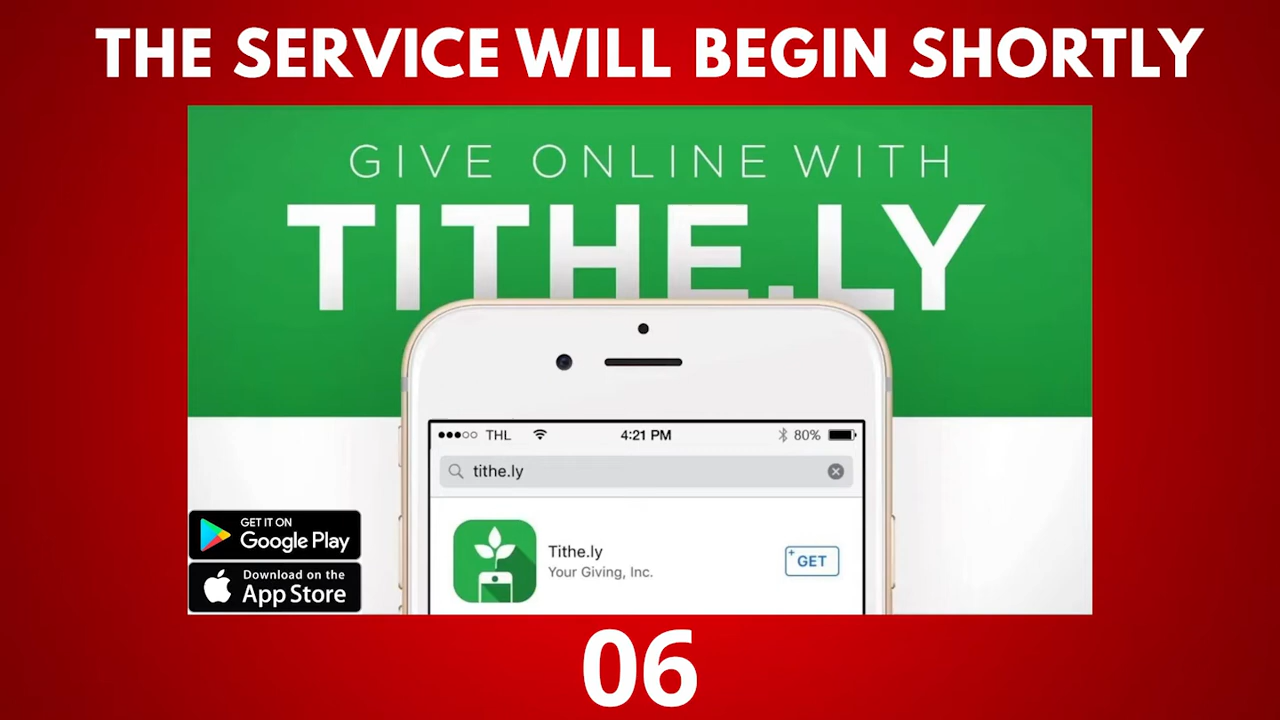 THE SERVICE WILL BEGIN SHORTLY
GIVE ONLINE WITH
TITHE.LY
THL 4:21 PM 80%
tithe.ly
Tithe.ly
Your Giving, Inc.
+GET
GET IT ON
Google Play
Download on the
App Store
06